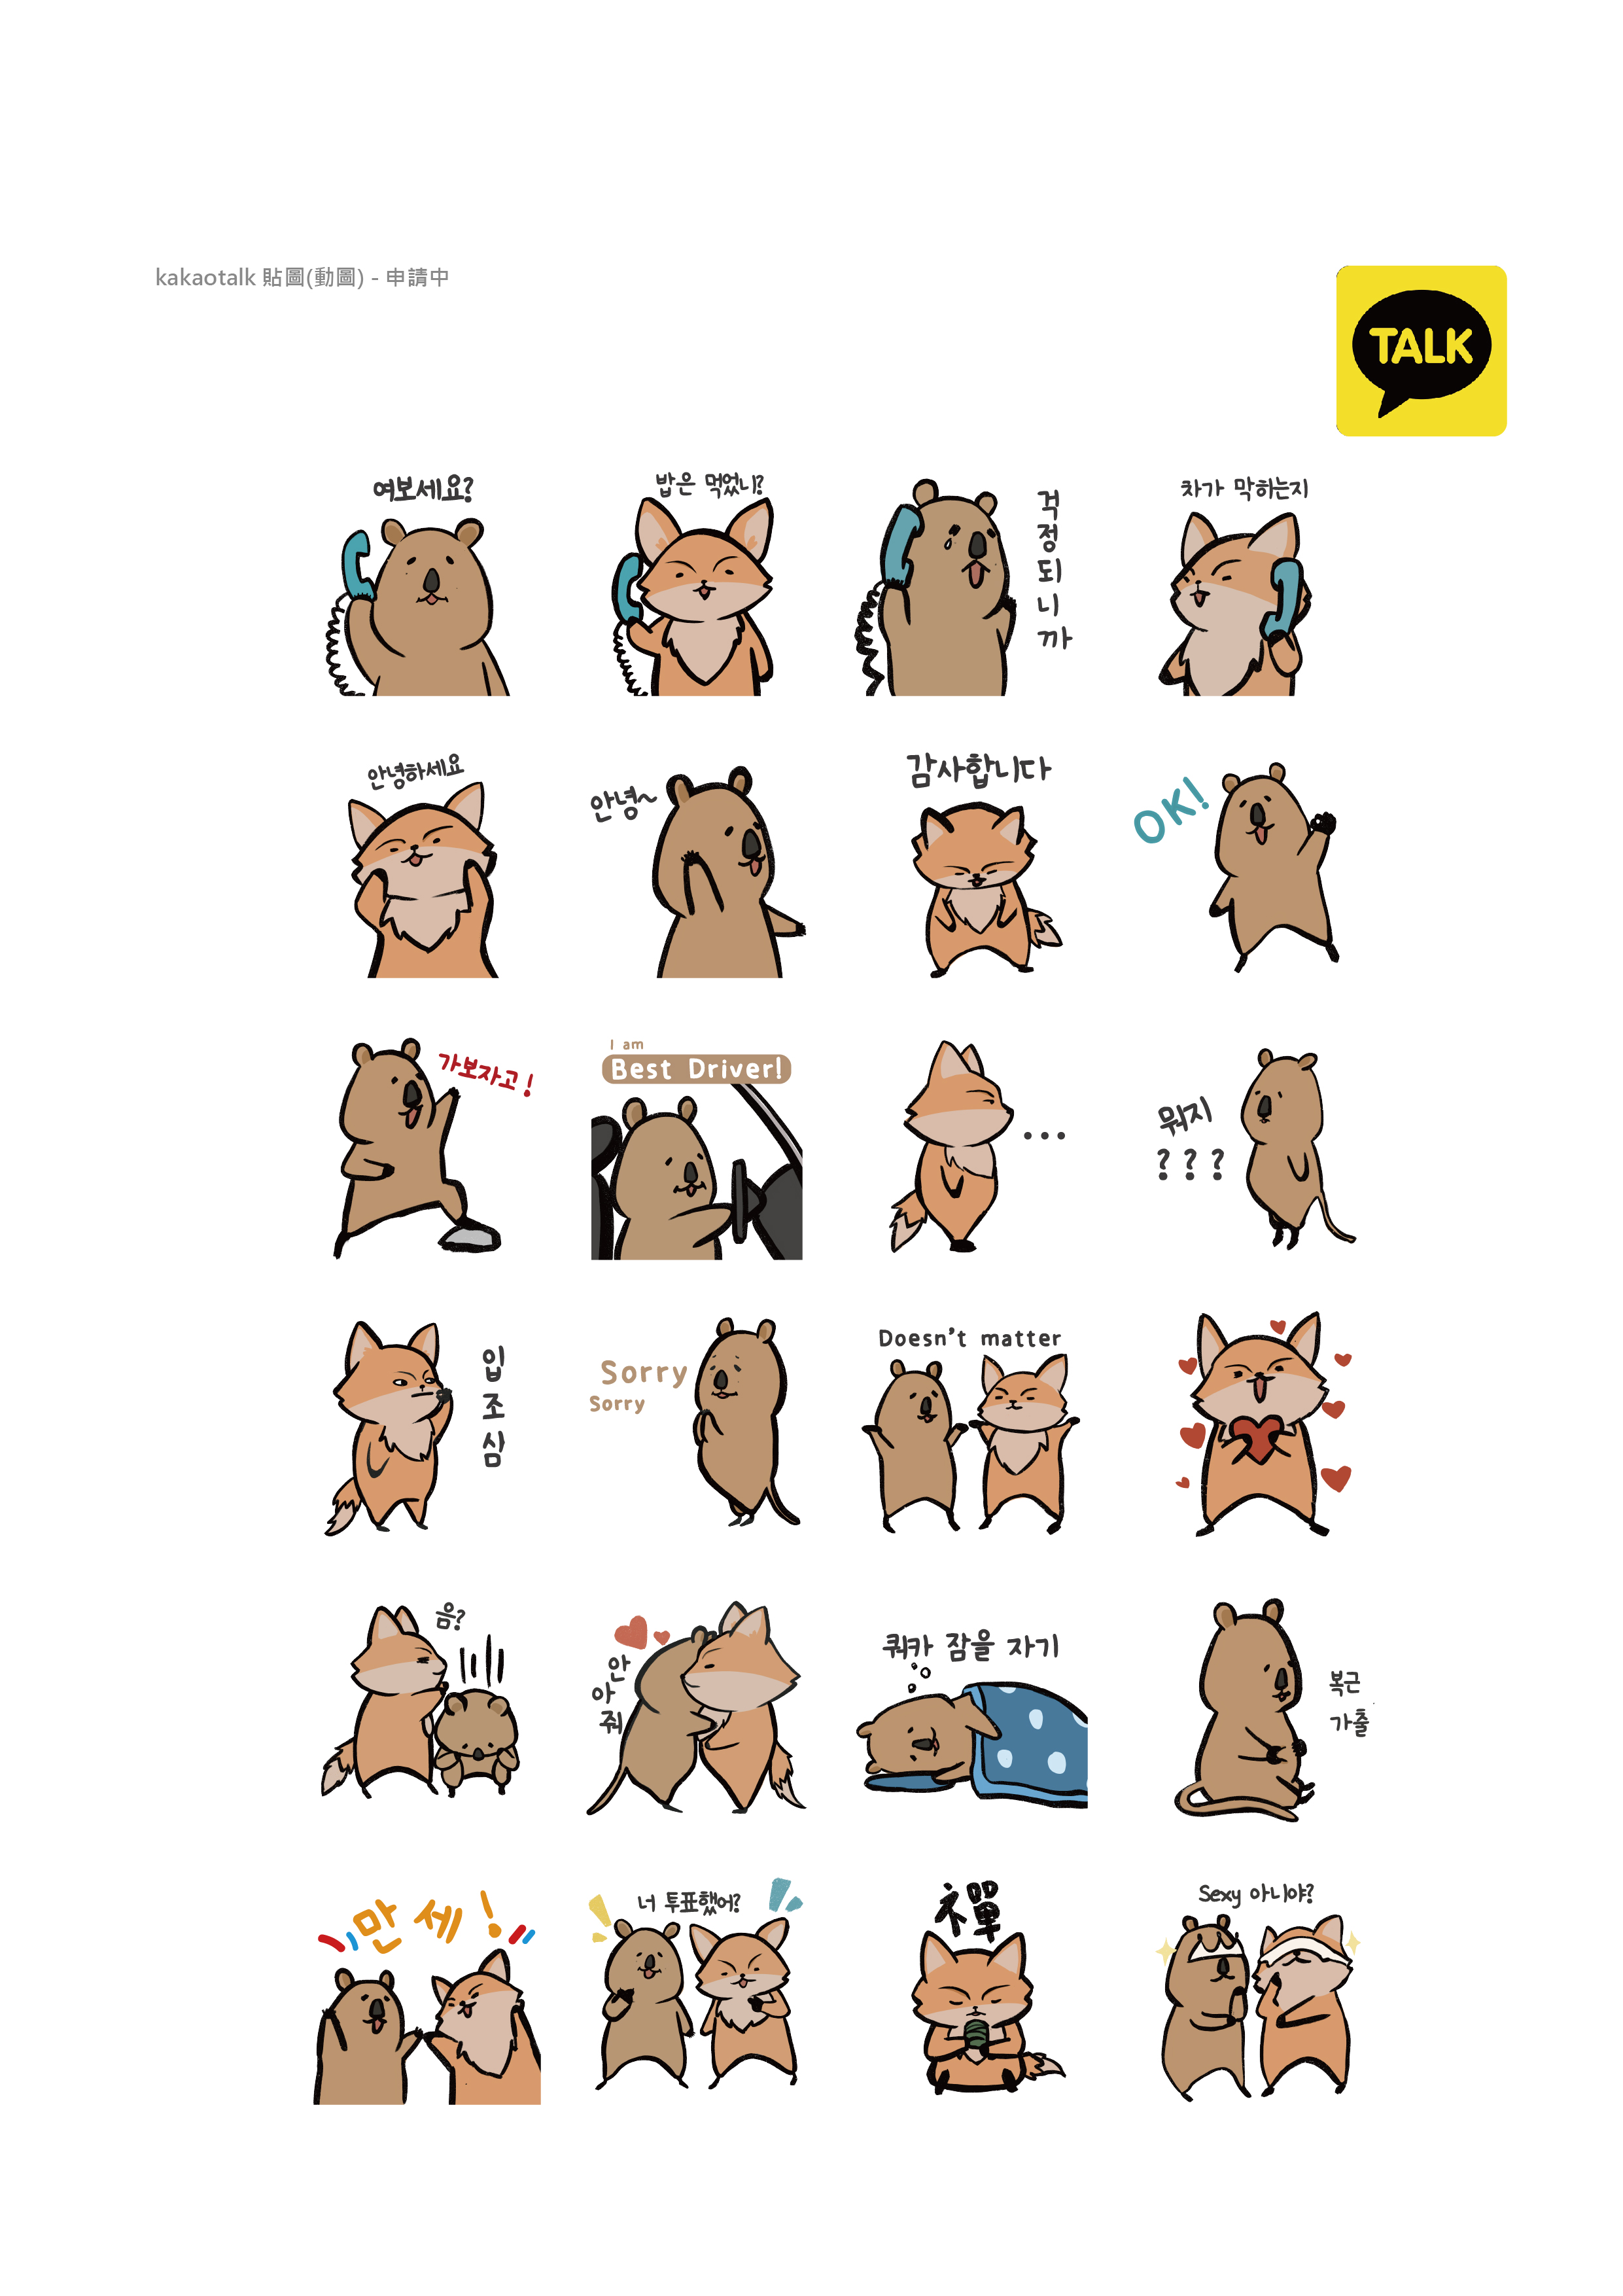 kakaotalk 貼圖(動圖) - 申請中
TALK
여보세요?
밥은 먹었니?
걱정되니까
차가 막히는지
안녕하세요
안녕~
감사합니다
OK!
가보자고!
I am
Best Driver!
...
뭐지
???
입조심
Sorry
Sorry
Doesn't matter
음?
안아줘
쿼카 잠을 자기
복근
가출
만세!
너 투표했어?
禪
Sexy 아니야?